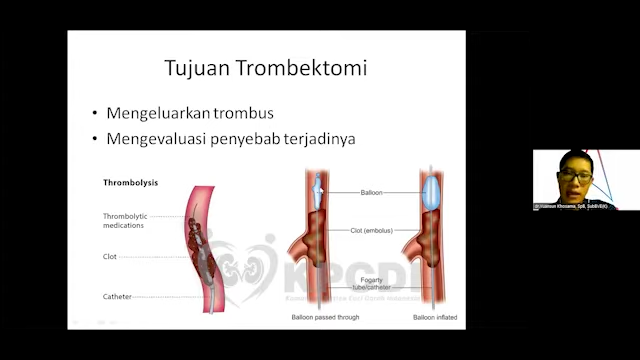 Tujuan Trombektomi
• Mengeluarkan trombus
• Mengevaluasi penyebab terjadinya
Thrombolysis
Thrombolytic
medications
Clot
Catheter
Balloon
Clot (embolus)
Fogarty
tube/catheter
Balloon passed through
Balloon inflated
KPCDI